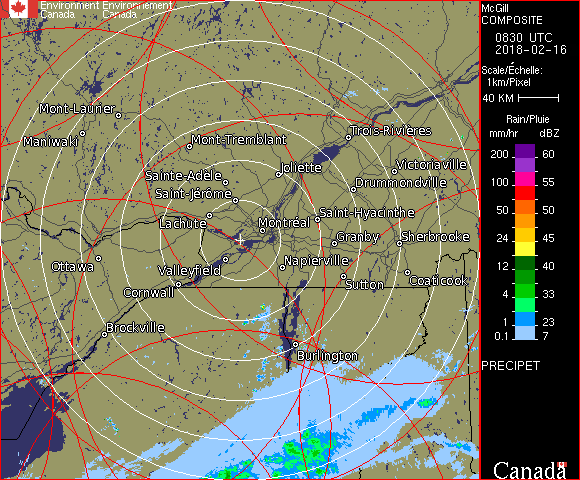 Environment Environnement
Canada Canada
Mont-Laurier
Maniwaki
Mont-Tremblant
Trois-Rivières
Sainte-Adèle
Joliette
Victoriaville
Saint-Jérôme
Drummondville
Lachute
Montréal
Saint-Hyacinthe
Granby
Sherbrooke
Ottawa
Valleyfield
Napierville
Cornwall
Sutton
Coaticook
Brockville
Burlington
McGill
COMPOSITE
0830 UTC
2018-02-16
Scale/Échelle:
1km/Pixel
40 KM
Rain/Pluie
mm/hr dBZ
200 60
155
100 55
50 50
24 45
12 40
4 33
1 23
0.1 7
PRECIPET
Canada